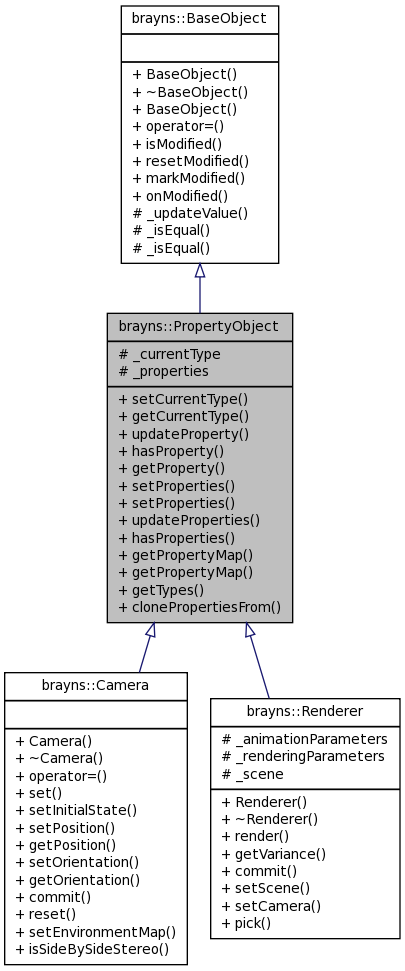 brayns::BaseObject
+ BaseObject()
+ ~BaseObject()
+ BaseObject()
+ operator=()
+ isModified()
+ resetModified()
+ markModified()
+ onModified()
# _updateValue()
# _isEqual()
# _isEqual()
brayns::PropertyObject
# _currentType
# _properties
+ setCurrentType()
+ getCurrentType()
+ updateProperty()
+ hasProperty()
+ getProperty()
+ setProperties()
+ setProperties()
+ updateProperties()
+ hasProperties()
+ getPropertyMap()
+ getPropertyMap()
+ getTypes()
+ clonePropertiesFrom()
brayns::Camera
+ Camera()
+ ~Camera()
+ operator=()
+ set()
+ setInitialState()
+ setPosition()
+ getPosition()
+ setOrientation()
+ getOrientation()
+ commit()
+ reset()
+ setEnvironmentMap()
+ isSideBySideStereo()
brayns::Renderer
# _animationParameters
# _renderingParameters
# _scene
+ Renderer()
+ ~Renderer()
+ render()
+ getVariance()
+ commit()
+ setScene()
+ setCamera()
+ pick()